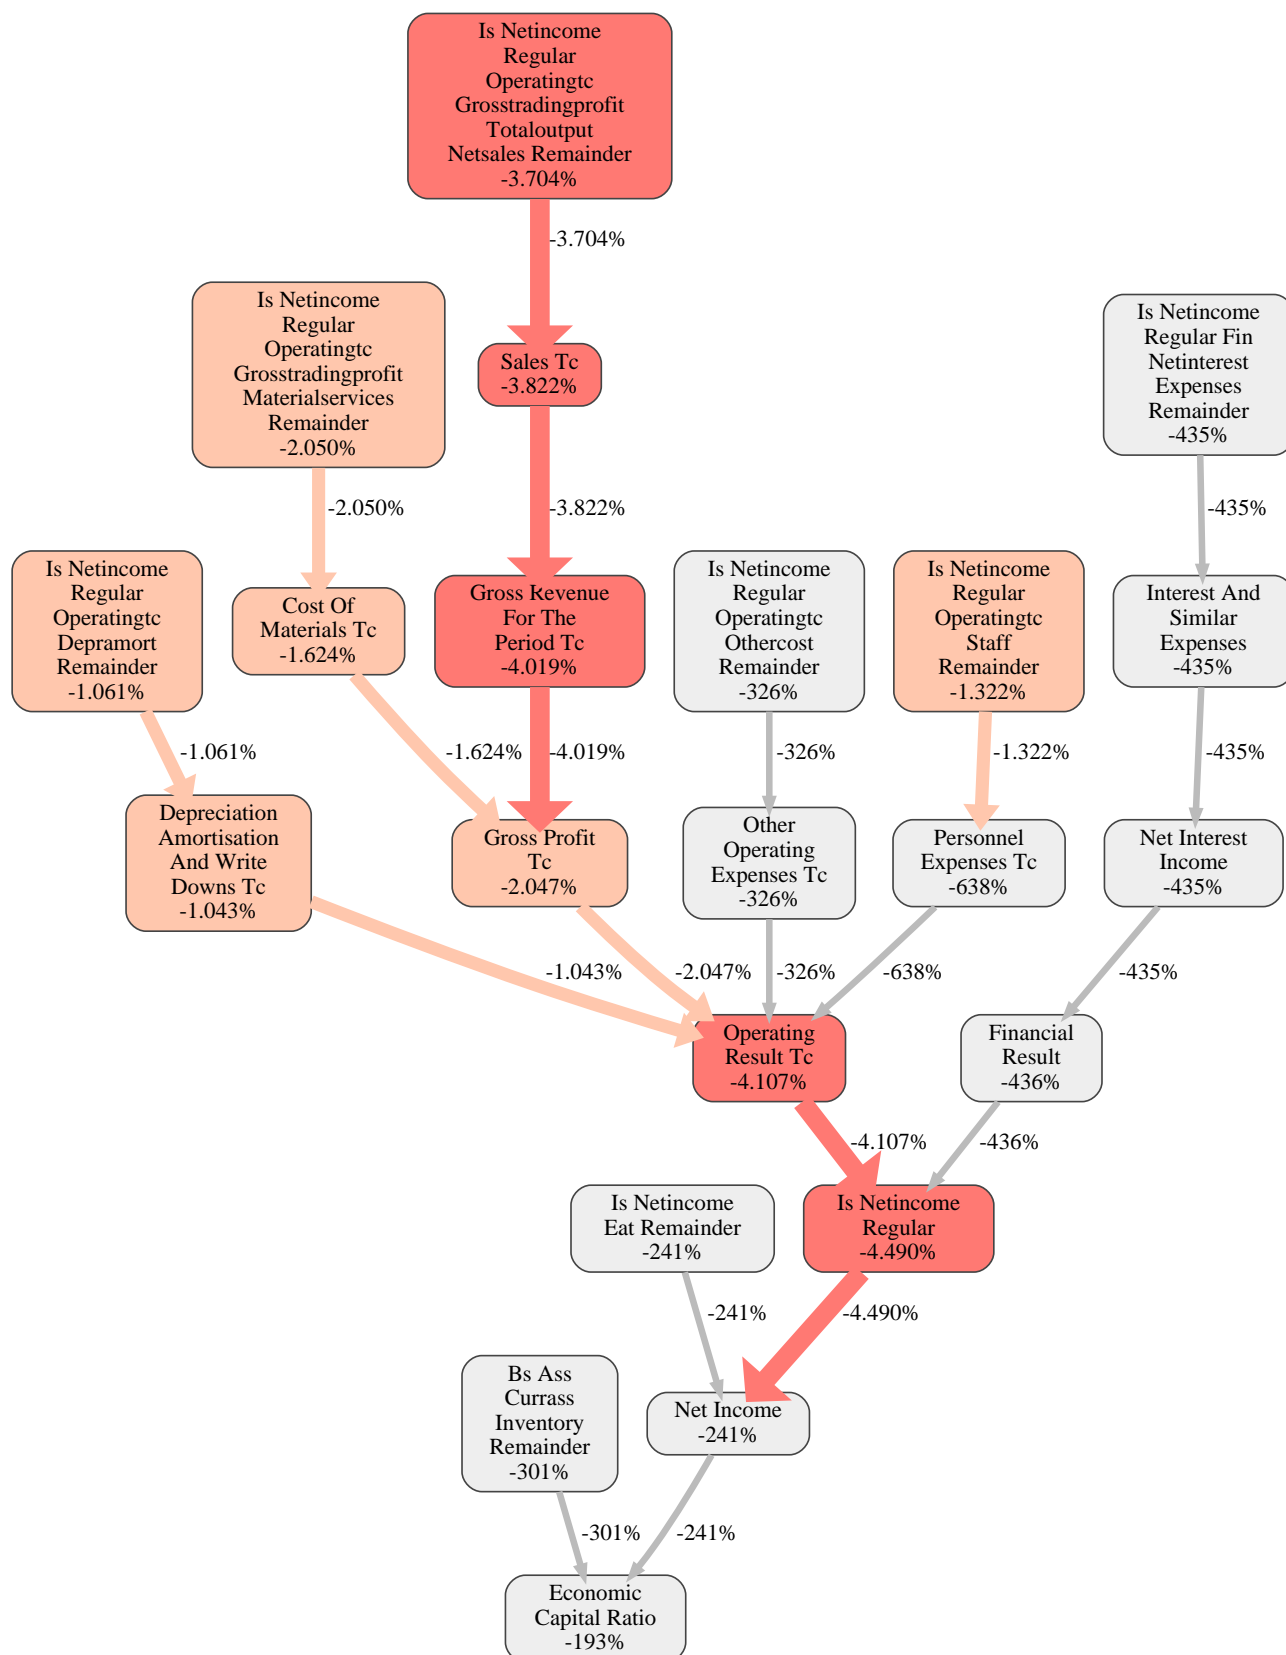 Is Netincome
Regular
Operatingtc
Grosstradingprofit
Totaloutput
Netsales Remainder
-3.704%
-3.704%
Is Netincome
Regular
Operatingtc
Grosstradingprofit
Materialservices
Remainder
-2.050%
Sales Tc
-3.822%
Is Netincome
Regular Fin
Netinterest
Expenses
Remainder
-435%
-2.050%
-3.822%
-435%
Is Netincome
Regular
Operatingtc
Depramort
Remainder
-1.061%
Cost Of
Materials Tc
-1.624%
Gross Revenue
For The
Period Tc
-4.019%
Is Netincome
Regular
Operatingtc
Othercost
Remainder
-326%
Is Netincome
Regular
Operatingtc
Staff
Remainder
-1.322%
Interest And
Similar
Expenses
-435%
-1.061%
-1.624%
-4.019%
-326%
-1.322%
-435%
Depreciation
Amortisation
And Write
Downs Tc
-1.043%
Gross Profit
Tc
-2.047%
Other
Operating
Expenses Tc
-326%
Personnel
Expenses Tc
-638%
Net Interest
Income
-435%
-1.043%
-2.047%
-326%
-638%
-435%
Operating
Result Tc
-4.107%
Financial
Result
-436%
-4.107%
-436%
Is Netincome
Eat Remainder
-241%
Is Netincome
Regular
-4.490%
-241%
-4.490%
Bs Ass
Currass
Inventory
Remainder
-301%
Net Income
-241%
-301%
-241%
Economic
Capital Ratio
-193%